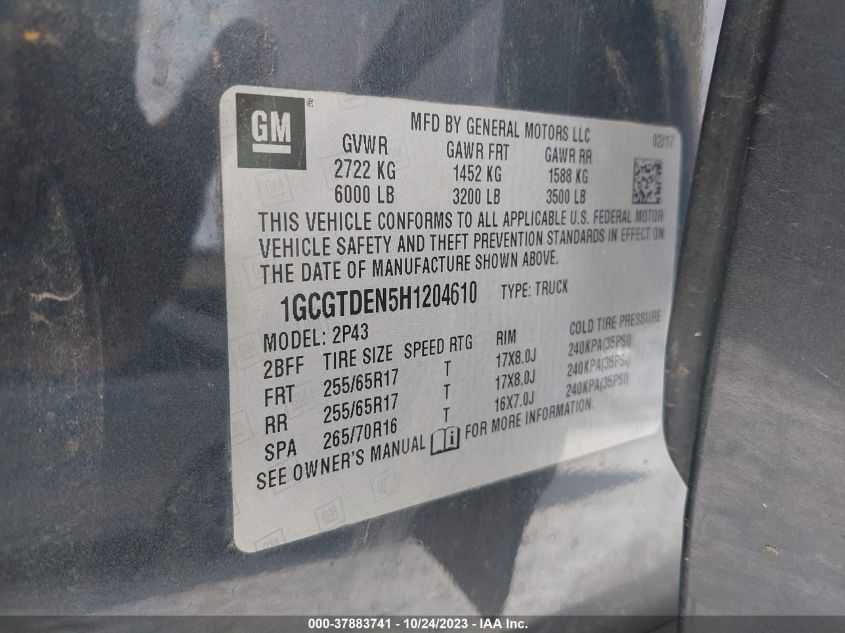 GM ®
MFD BY GENERAL MOTORS LLC 02/17
GVWR GAWR FRT GAWR RR
2722 KG 1452 KG 1588 KG
6000 LB 3200 LB 3500 LB
THIS VEHICLE CONFORMS TO ALL APPLICABLE U.S. FEDERAL MOTOR
VEHICLE SAFETY AND THEFT PREVENTION STANDARDS IN EFFECT ON
THE DATE OF MANUFACTURE SHOWN ABOVE.
1GCGTDEN5H1204610 TYPE: TRUCK
MODEL: 2P43
2BFF TIRE SIZE SPEED RTG RIM COLD TIRE PRESSURE
FRT 255/65R17 T 17X8.0J 240KPA(35PSI)
RR 255/65R17 T 17X8.0J 240KPA(35PSI)
SPA 265/70R16 T 16X7.0J 240KPA(35PSI)
SEE OWNER'S MANUAL FOR MORE INFORMATION.
000-37883741 - 10/24/2023 - IAA Inc.